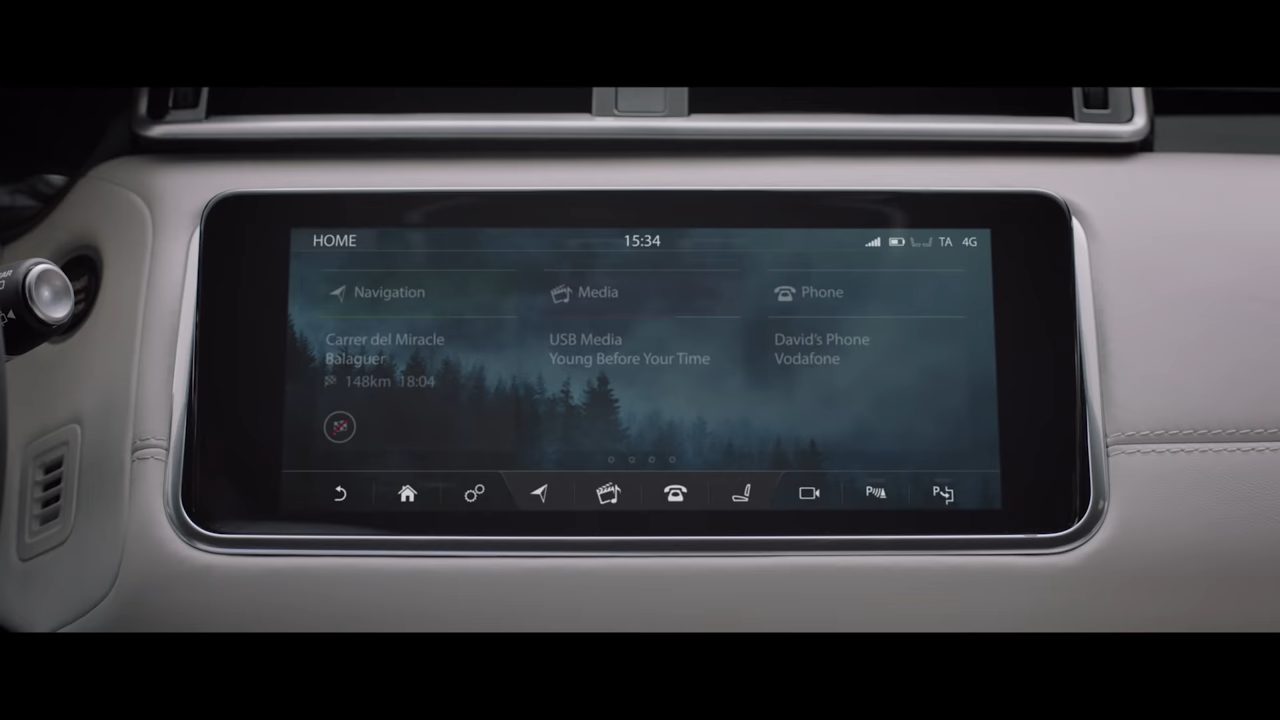 HOME 15:34 TA 4G
Navigation Media Phone
Carrer del Miracle USB Media David's Phone
Balaguer Young Before Your Time Vodafone
148km 18:04
P P